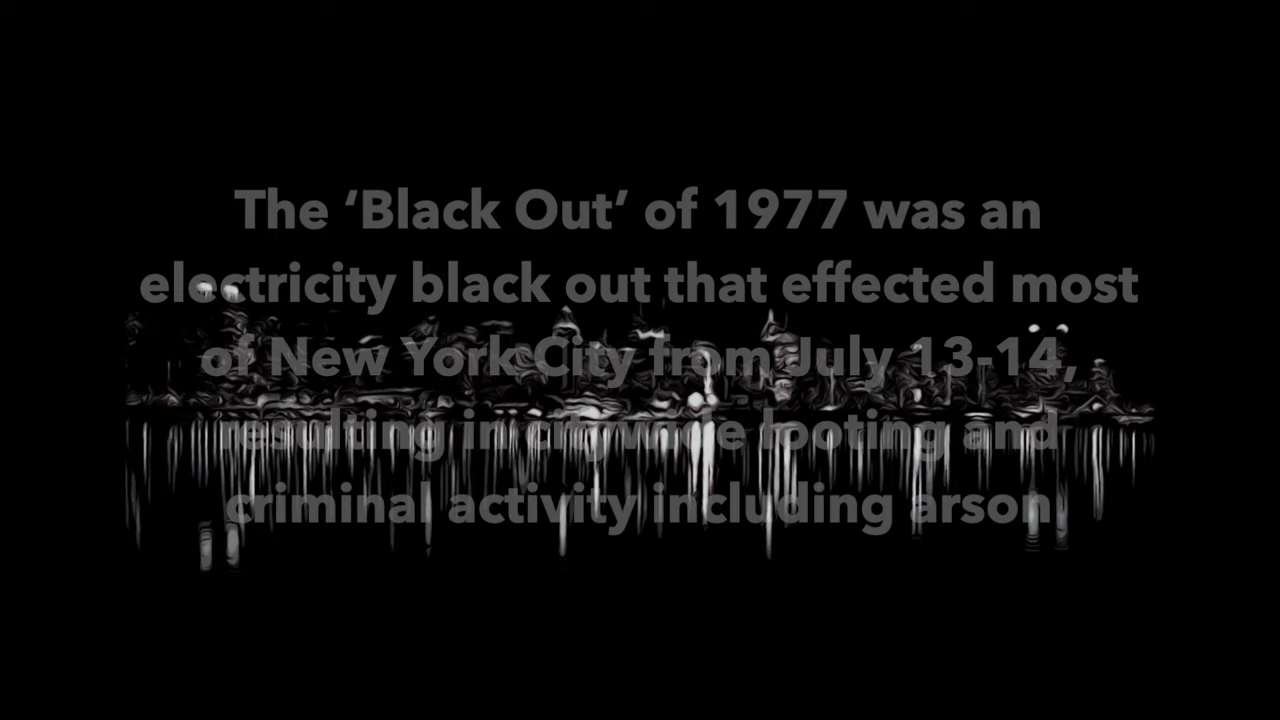 The ‘Black Out’ of 1977 was an
electricity black out that effected most
of New York City from July 13-14,
resulting in citywide looting and
criminal activity including arson